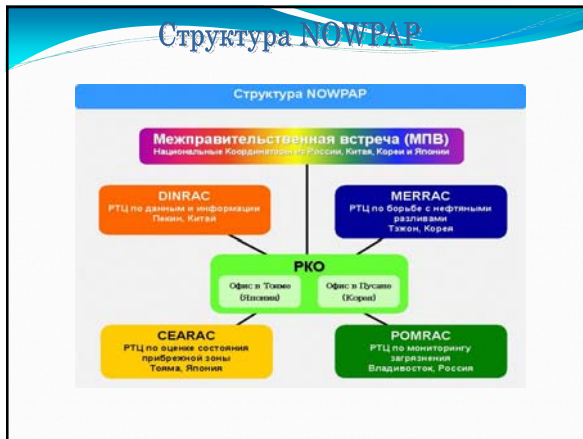 Структура NOWPAP
Структура NOWPAP
Межправительственная встреча (МПВ)
Национальные Координаторы из России, Китая, Кореи и Японии
DINRAC
РТЦ по данным и информации
Пекин, Китай
MERRAC
РТЦ по борьбе с нефтяными
разливами
Тэжон, Корея
РКО
Офис в Тояме
(Япония)
Офис в Пусане
(Корея)
CEARAC
РТЦ по оценке состояния
прибрежной зоны
Тояма, Япония
POMRAC
РТЦ по мониторингу
загрязнения
Владивосток, Россия